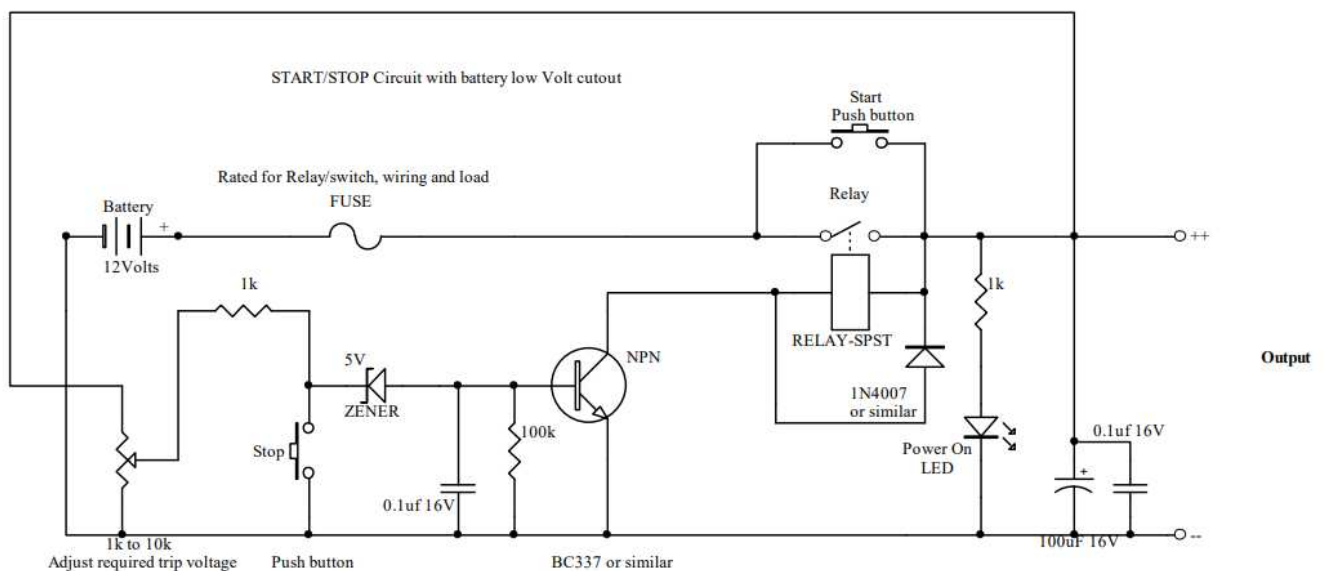 START/STOP Circuit with battery low Volt cutout
Start
Push button
Rated for Relay/switch, wiring and load
FUSE
Relay
Battery
+
++
12Volts
1k
1k
RELAY-SPST
5V
NPN
Output
ZENER
1N4007
or similar
100k
0.1uf 16V
Stop
Power On
LED
+
0.1uf 16V
1k to 10k
100uF 16V
--
Adjust required trip voltage
Push button
BC337 or similar